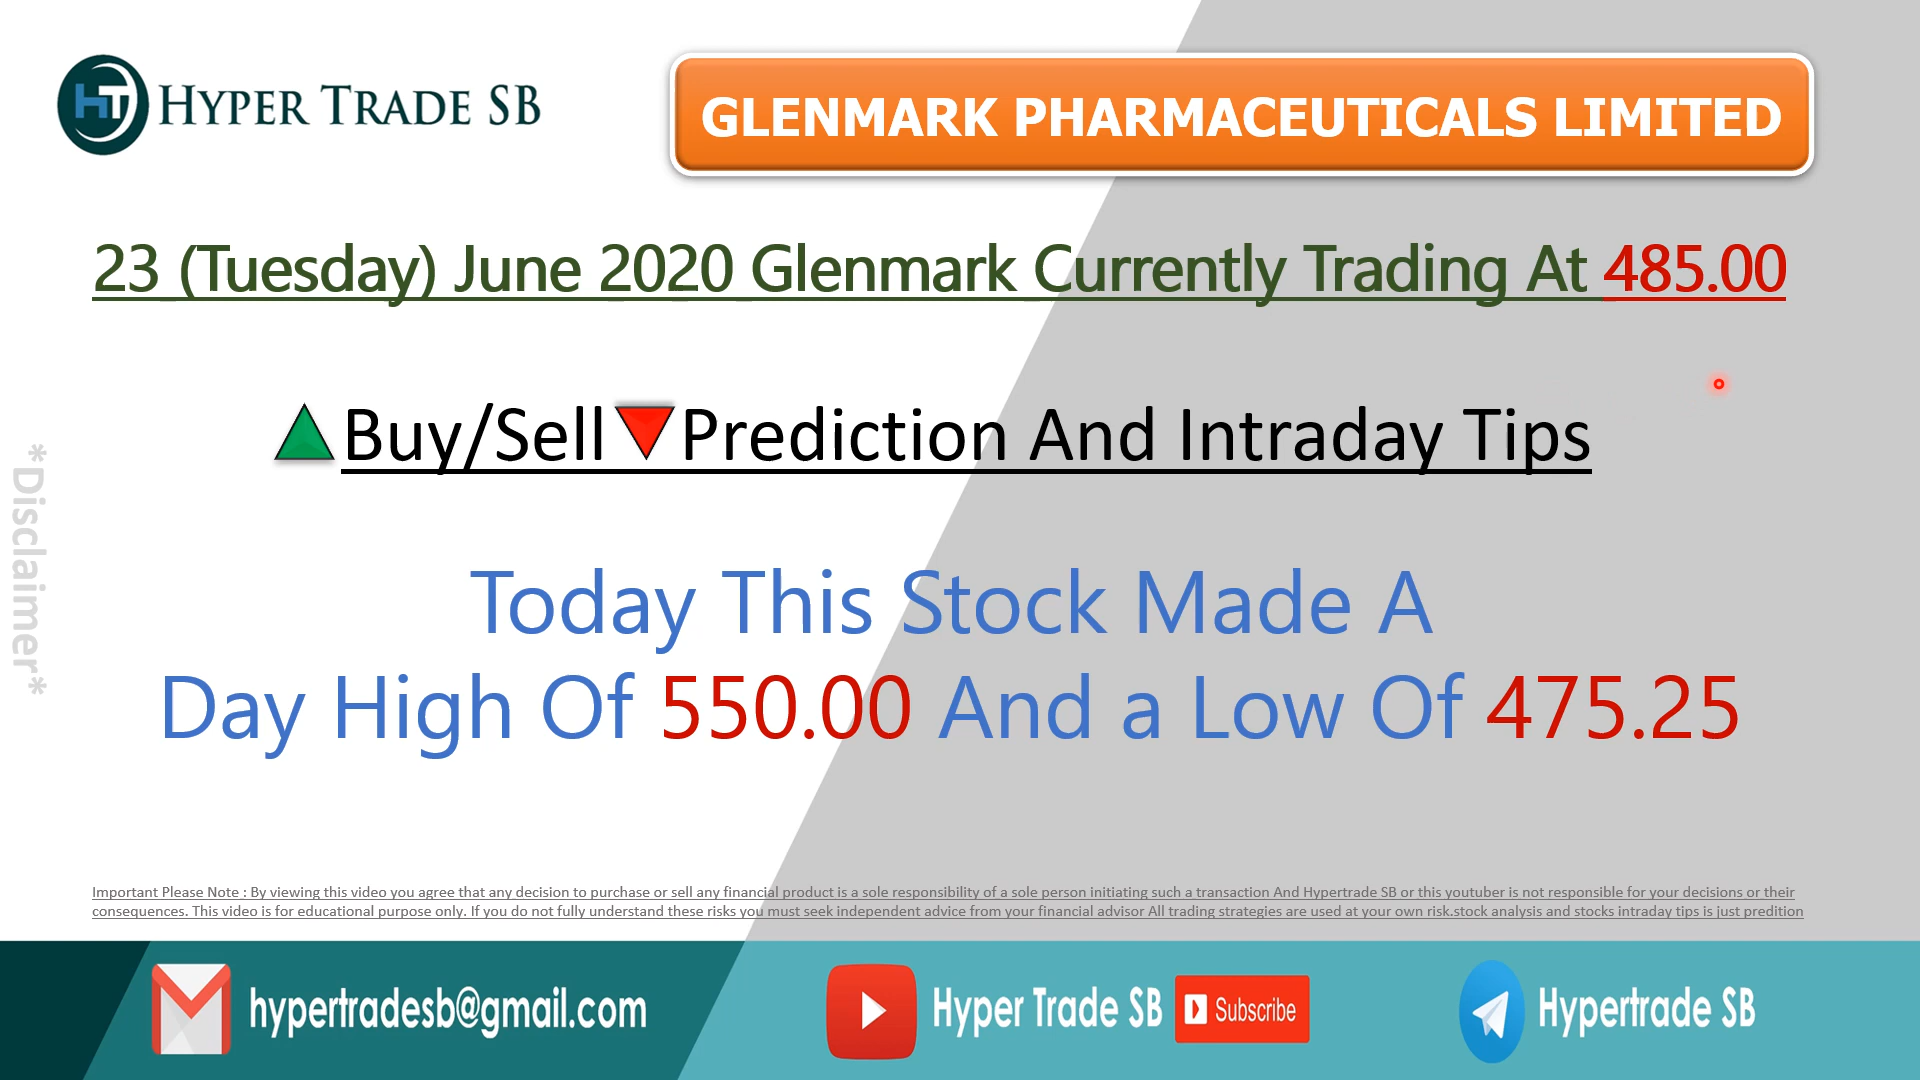 HT HYPER TRADE SB
GLENMARK PHARMACEUTICALS LIMITED
23 (Tuesday) June 2020 Glenmark Currently Trading At 485.00
Buy/Sell Prediction And Intraday Tips
*Disclaimer*
Today This Stock Made A
Day High Of 550.00 And a Low Of 475.25
Important Please Note : By viewing this video you agree that any decision to purchase or sell any financial product is a sole responsibility of a sole person initiating such a transaction And Hypertrade SB or this youtuber is not responsible for your decisions or their
consequences. This video is for educational purpose only. If you do not fully understand these risks you must seek independent advice from your financial advisor All trading strategies are used at your own risk.stock analysis and stocks intraday tips is just predition
hypertradesb@gmail.com
Hyper Trade SB Subscribe
Hypertrade SB